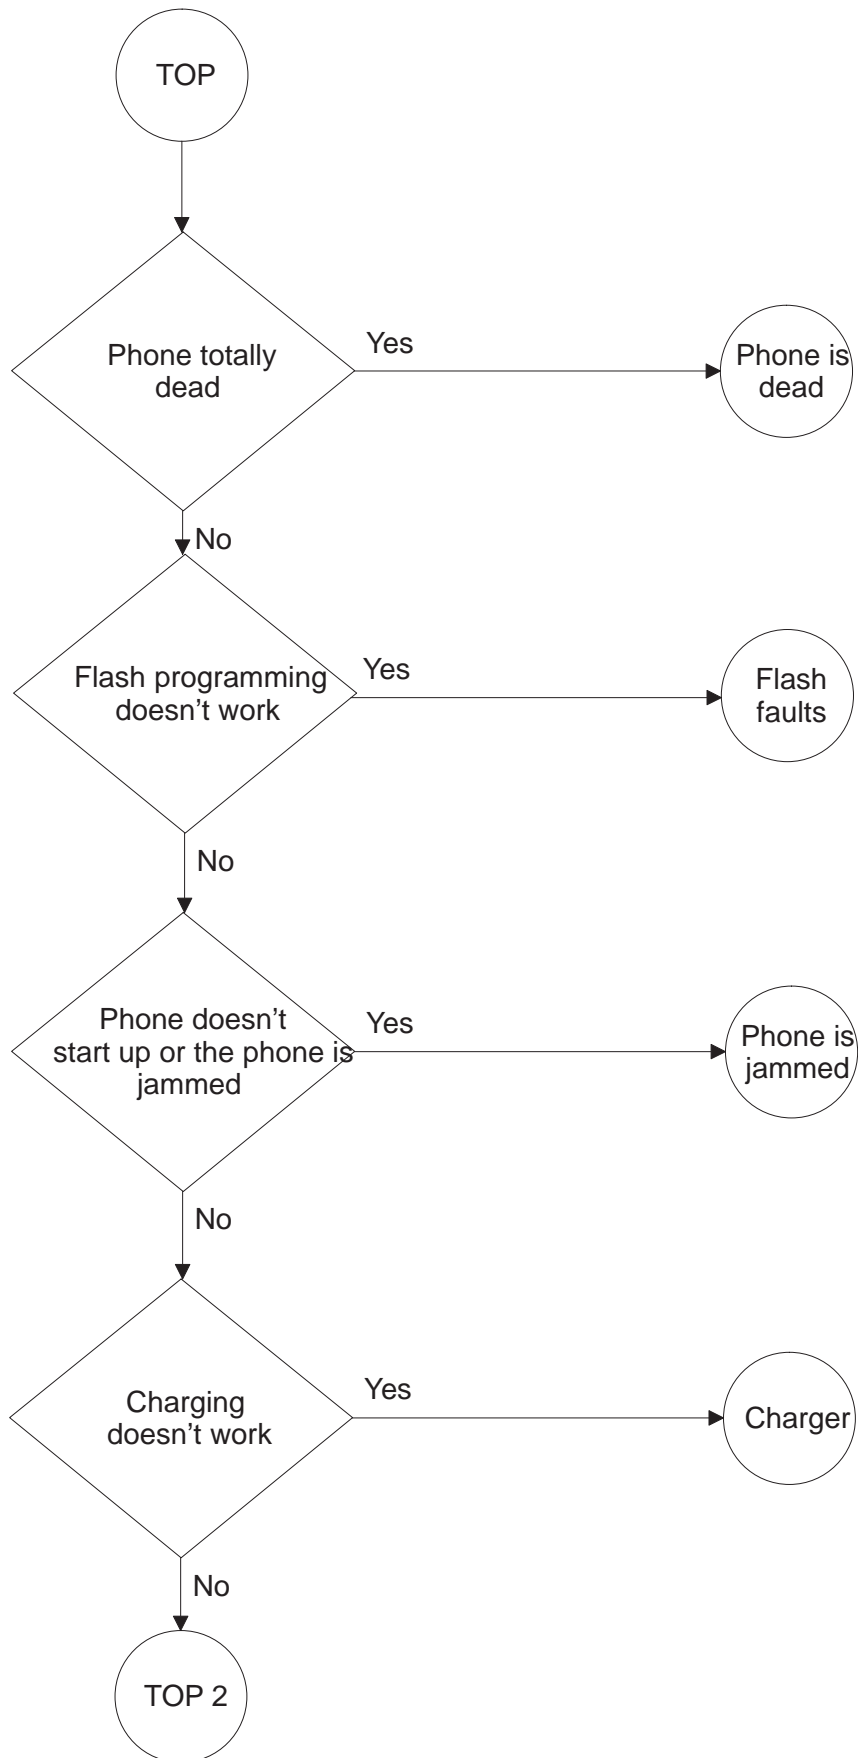 TOP
Phone totally
dead
Yes
Phone is
dead
No
Flash programming
doesn't work
Yes
Flash
faults
No
Phone doesn't
start up or the phone is
jammed
Yes
Phone is
jammed
No
Charging
doesn't work
Yes
Charger
No
TOP 2